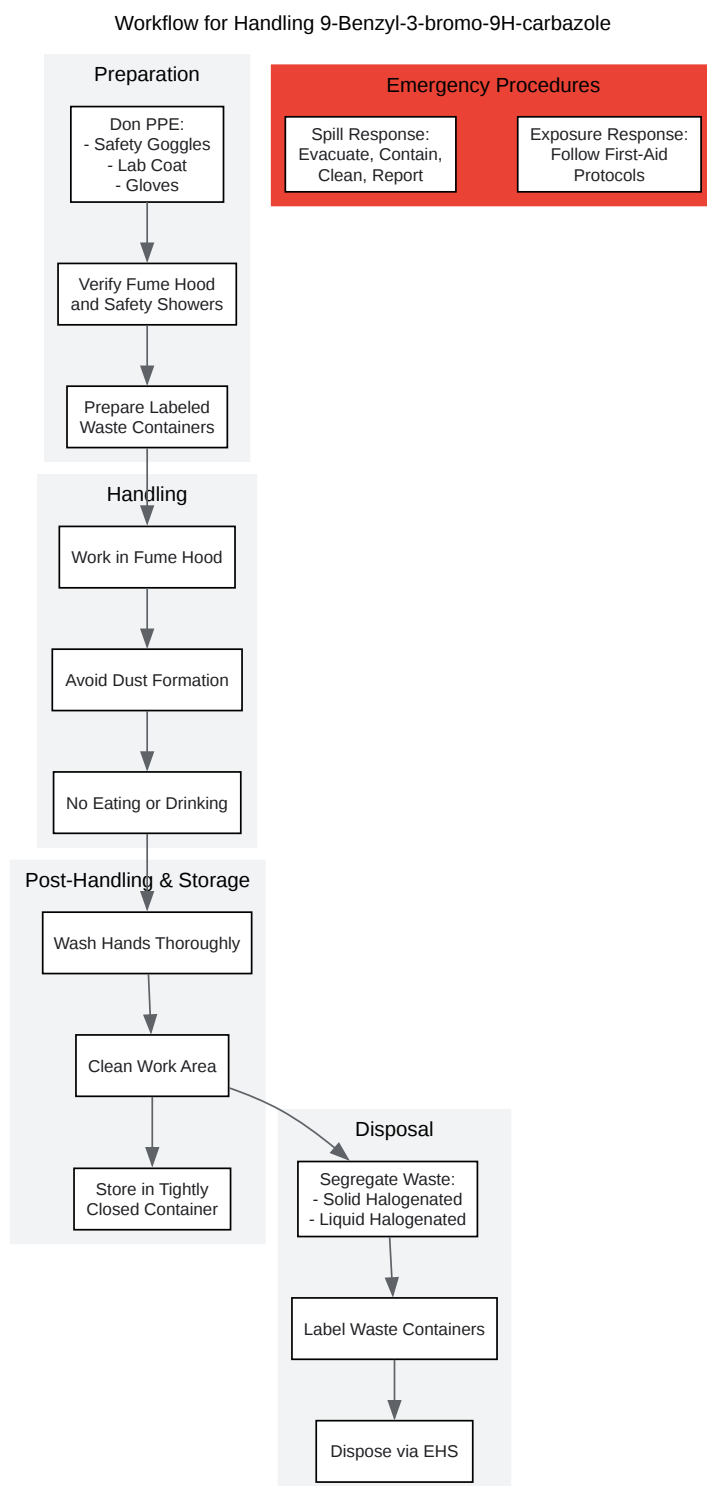 Workflow for Handling 9-Benzyl-3-bromo-9H-carbazole
Preparation
Don PPE:
- Safety Goggles
- Lab Coat
- Gloves
Verify Fume Hood
and Safety Showers
Prepare Labeled
Waste Containers
Emergency Procedures
Spill Response:
Evacuate, Contain,
Clean, Report
Exposure Response:
Follow First-Aid
Protocols
Handling
Work in Fume Hood
Avoid Dust Formation
No Eating or Drinking
Post-Handling & Storage
Wash Hands Thoroughly
Clean Work Area
Store in Tightly
Closed Container
Disposal
Segregate Waste:
- Solid Halogenated
- Liquid Halogenated
Label Waste Containers
Dispose via EHS